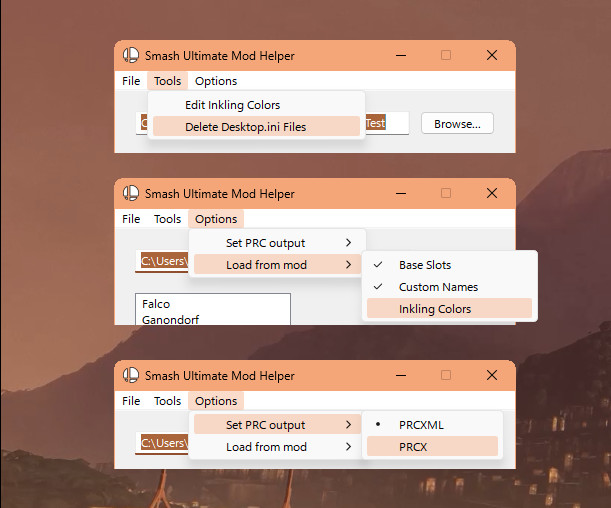 Smash Ultimate Mod Helper
File Tools Options
Edit Inkling Colors
Delete Desktop.ini Files
Test Browse...
Smash Ultimate Mod Helper
File Tools Options
Set PRC output
C:\Users\ Load from mod Base Slots
Custom Names
Falco Inkling Colors
Ganondorf
Smash Ultimate Mod Helper
File Tools Options
Set PRC output PRCXML
C:\Users\ Load from mod PRCX